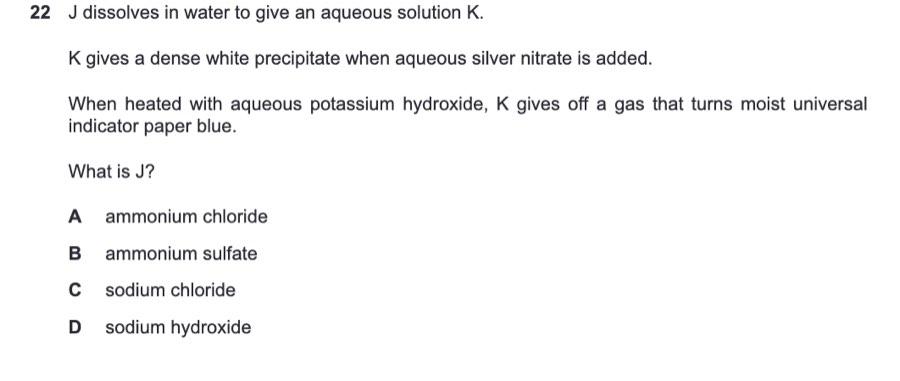 22 J dissolves in water to give an aqueous solution K.
K gives a dense white precipitate when aqueous silver nitrate is added.
When heated with aqueous potassium hydroxide, K gives off a gas that turns moist universal
indicator paper blue.
What is J?
A ammonium chloride
B ammonium sulfate
C sodium chloride
D sodium hydroxide